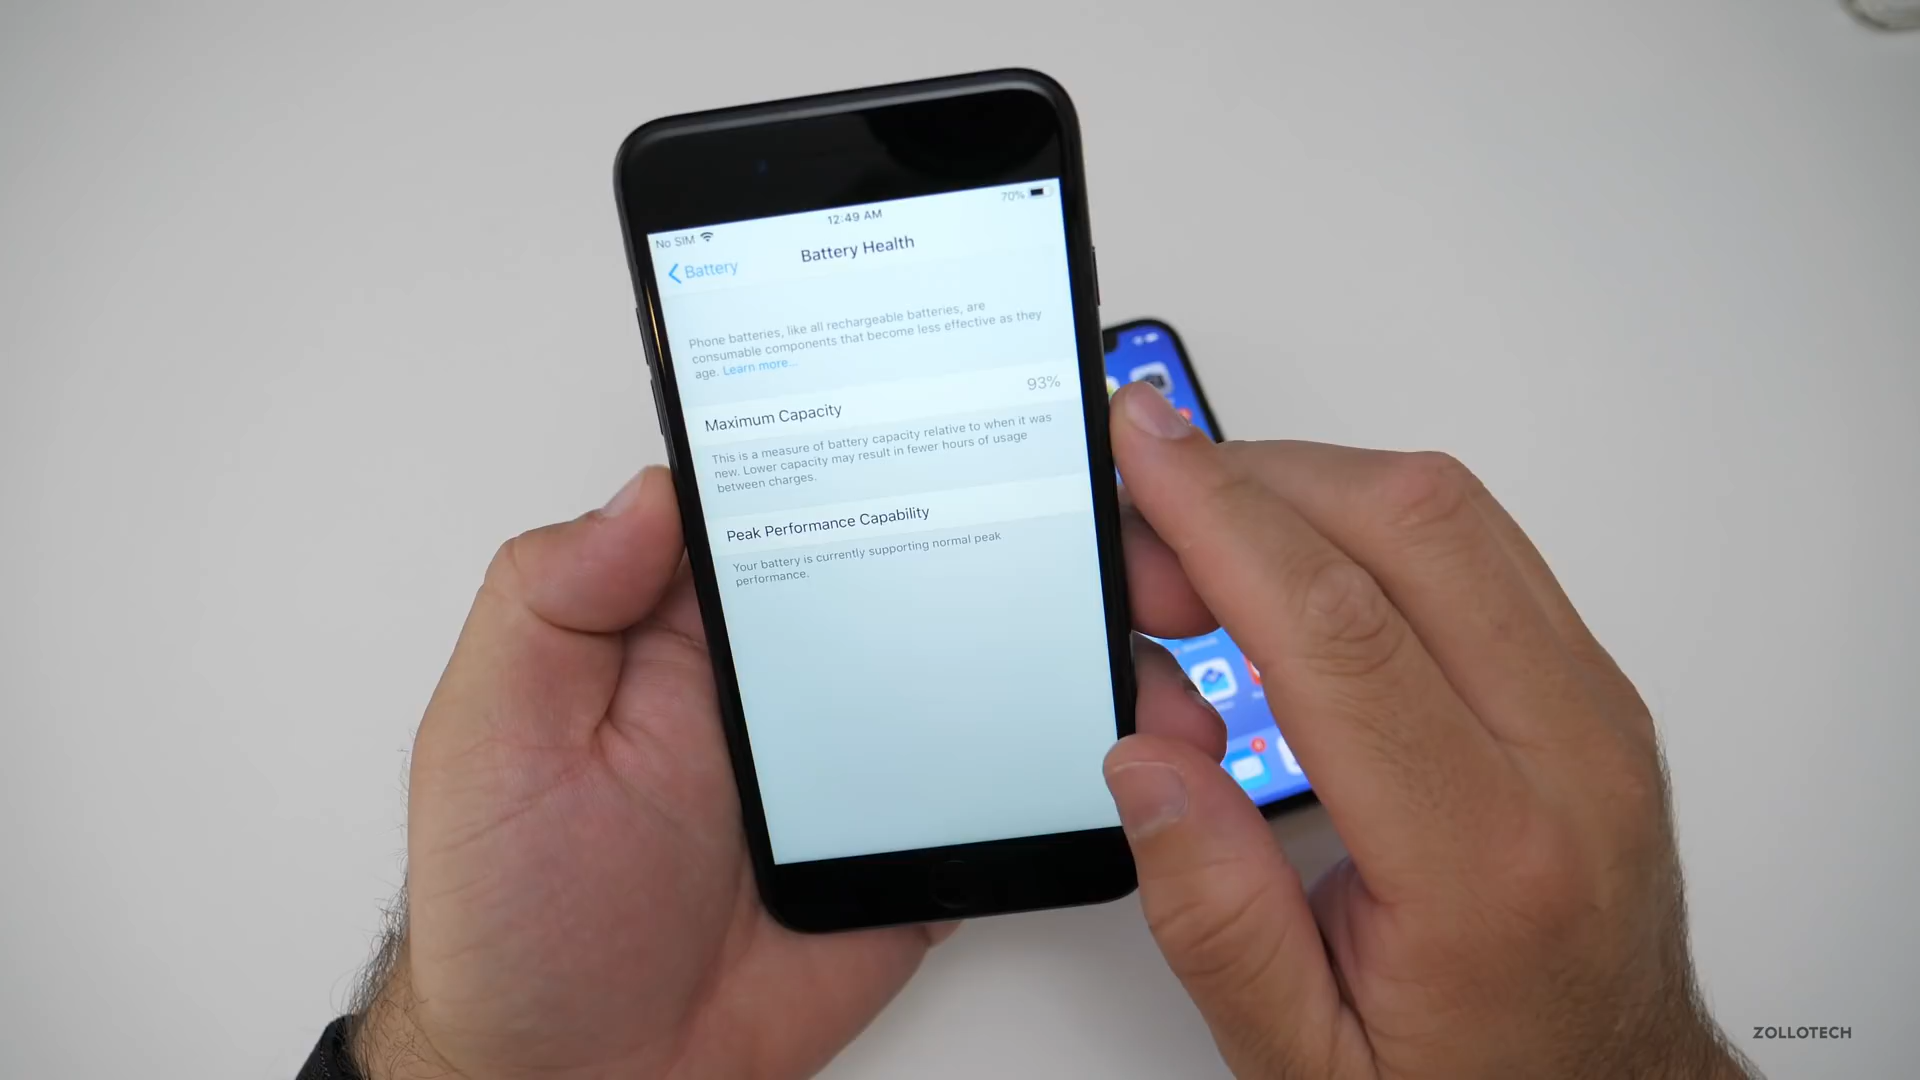 No SIM 12:49 AM 70%
Battery Battery Health
Phone batteries, like all rechargeable batteries, are
consumable components that become less effective as they
age. Learn more...
Maximum Capacity 93%
This is a measure of battery capacity relative to when it was
new. Lower capacity may result in fewer hours of usage
between charges.
Peak Performance Capability
Your battery is currently supporting normal peak
performance.
ZOLLOTECH